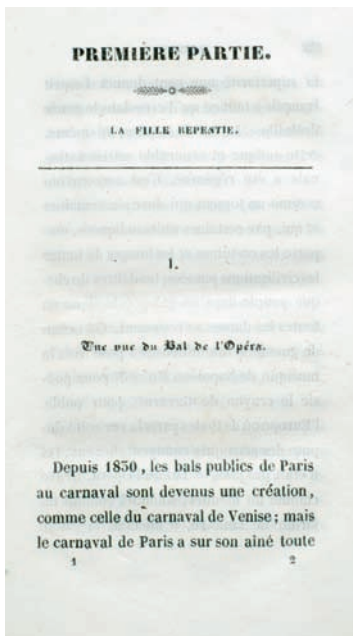 PREMIÈRE PARTIE.
LA FILLE REPENTIE.
I.
Une vue du Bal de l'Opéra.
Depuis 1830, les bals publics de Paris
au carnaval sont devenus une création,
comme celle du carnaval de Venise; mais
le carnaval de Paris a sur son aîné toute
1 2